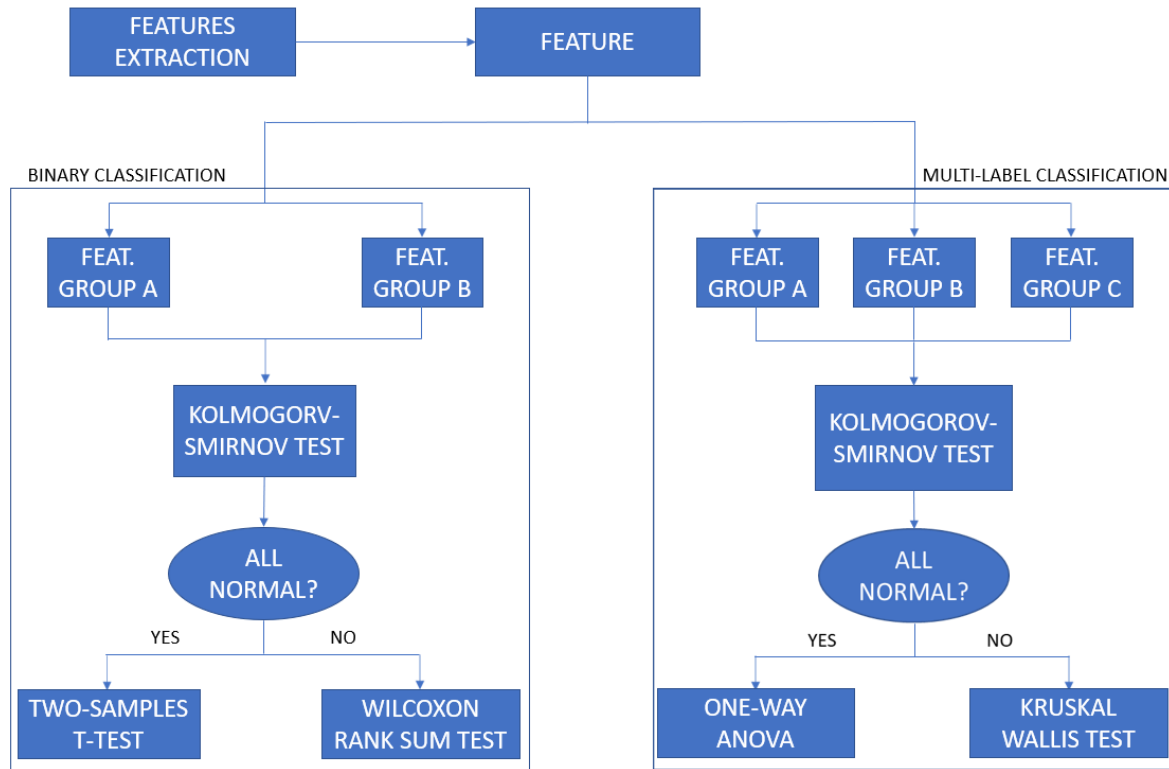 FEATURES
EXTRACTION
FEATURE
BINARY CLASSIFICATION
MULTI-LABEL CLASSIFICATION
FEAT.
GROUP A
FEAT.
GROUP B
FEAT.
GROUP A
FEAT.
GROUP B
FEAT.
GROUP C
KOLMOGORV-
SMIRNOV TEST
KOLMOGOROV-
SMIRNOV TEST
ALL
NORMAL?
ALL
NORMAL?
YES
NO
YES
NO
TWO-SAMPLES
T-TEST
WILCOXON
RANK SUM TEST
ONE-WAY
ANOVA
KRUSKAL
WALLIS TEST